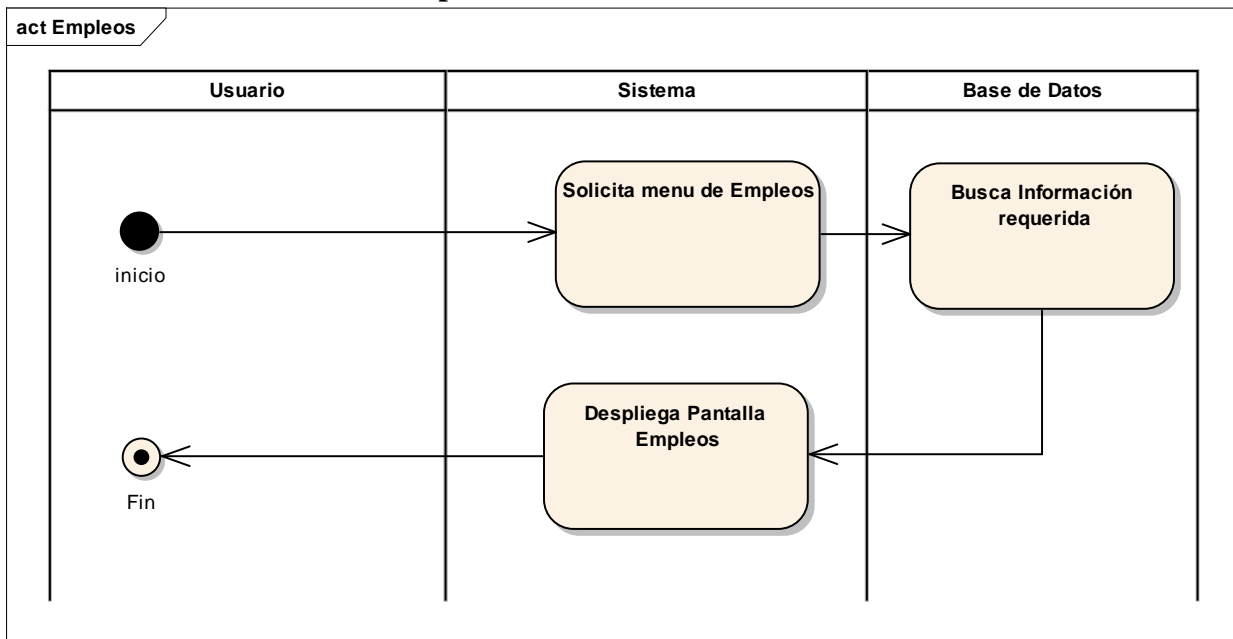 act Empleos
Usuario
Sistema
Base de Datos
Solicita menu de Empleos
Busca Información
requerida
inicio
Despliega Pantalla
Empleos
Fin